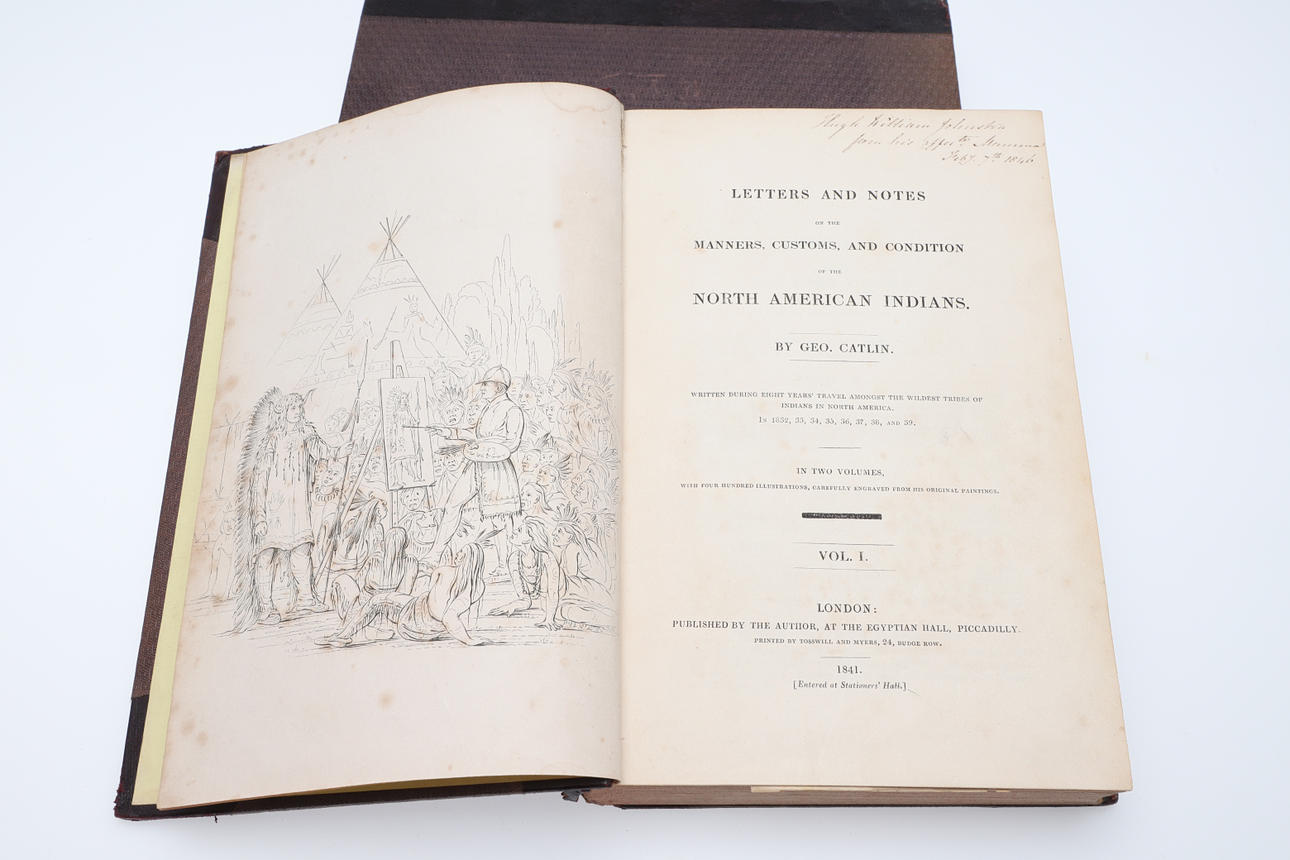 Hugh William Johnston
from his affecte. Mamma
Feby. 7th 1846
LETTERS AND NOTES
ON THE
MANNERS, CUSTOMS, AND CONDITION
OF THE
NORTH AMERICAN INDIANS.
BY GEO. CATLIN.
WRITTEN DURING EIGHT YEARS' TRAVEL AMONGST THE WILDEST TRIBES OF
INDIANS IN NORTH AMERICA.
IN 1832, 33, 34, 35, 36, 37, 38, AND 39.
IN TWO VOLUMES,
WITH FOUR HUNDRED ILLUSTRATIONS, CAREFULLY ENGRAVED FROM HIS ORIGINAL PAINTINGS.
VOL. I.
LONDON:
PUBLISHED BY THE AUTHOR, AT THE EGYPTIAN HALL, PICCADILLY.
PRINTED BY TOSSWILL AND MYERS, 24, BUDGE ROW.
1841.
[Entered at Stationers' Hall.]